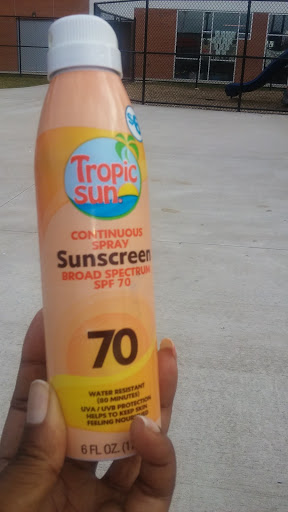 Tropic
sun.
CONTINUOUS
SPRAY
Sunscreen
BROAD SPECTRUM
SPF 70
70
WATER RESISTANT
(80 MINUTES)
UVA / UVB PROTECTION
HELPS TO KEEP SKIN
FEELING
6 FL OZ.